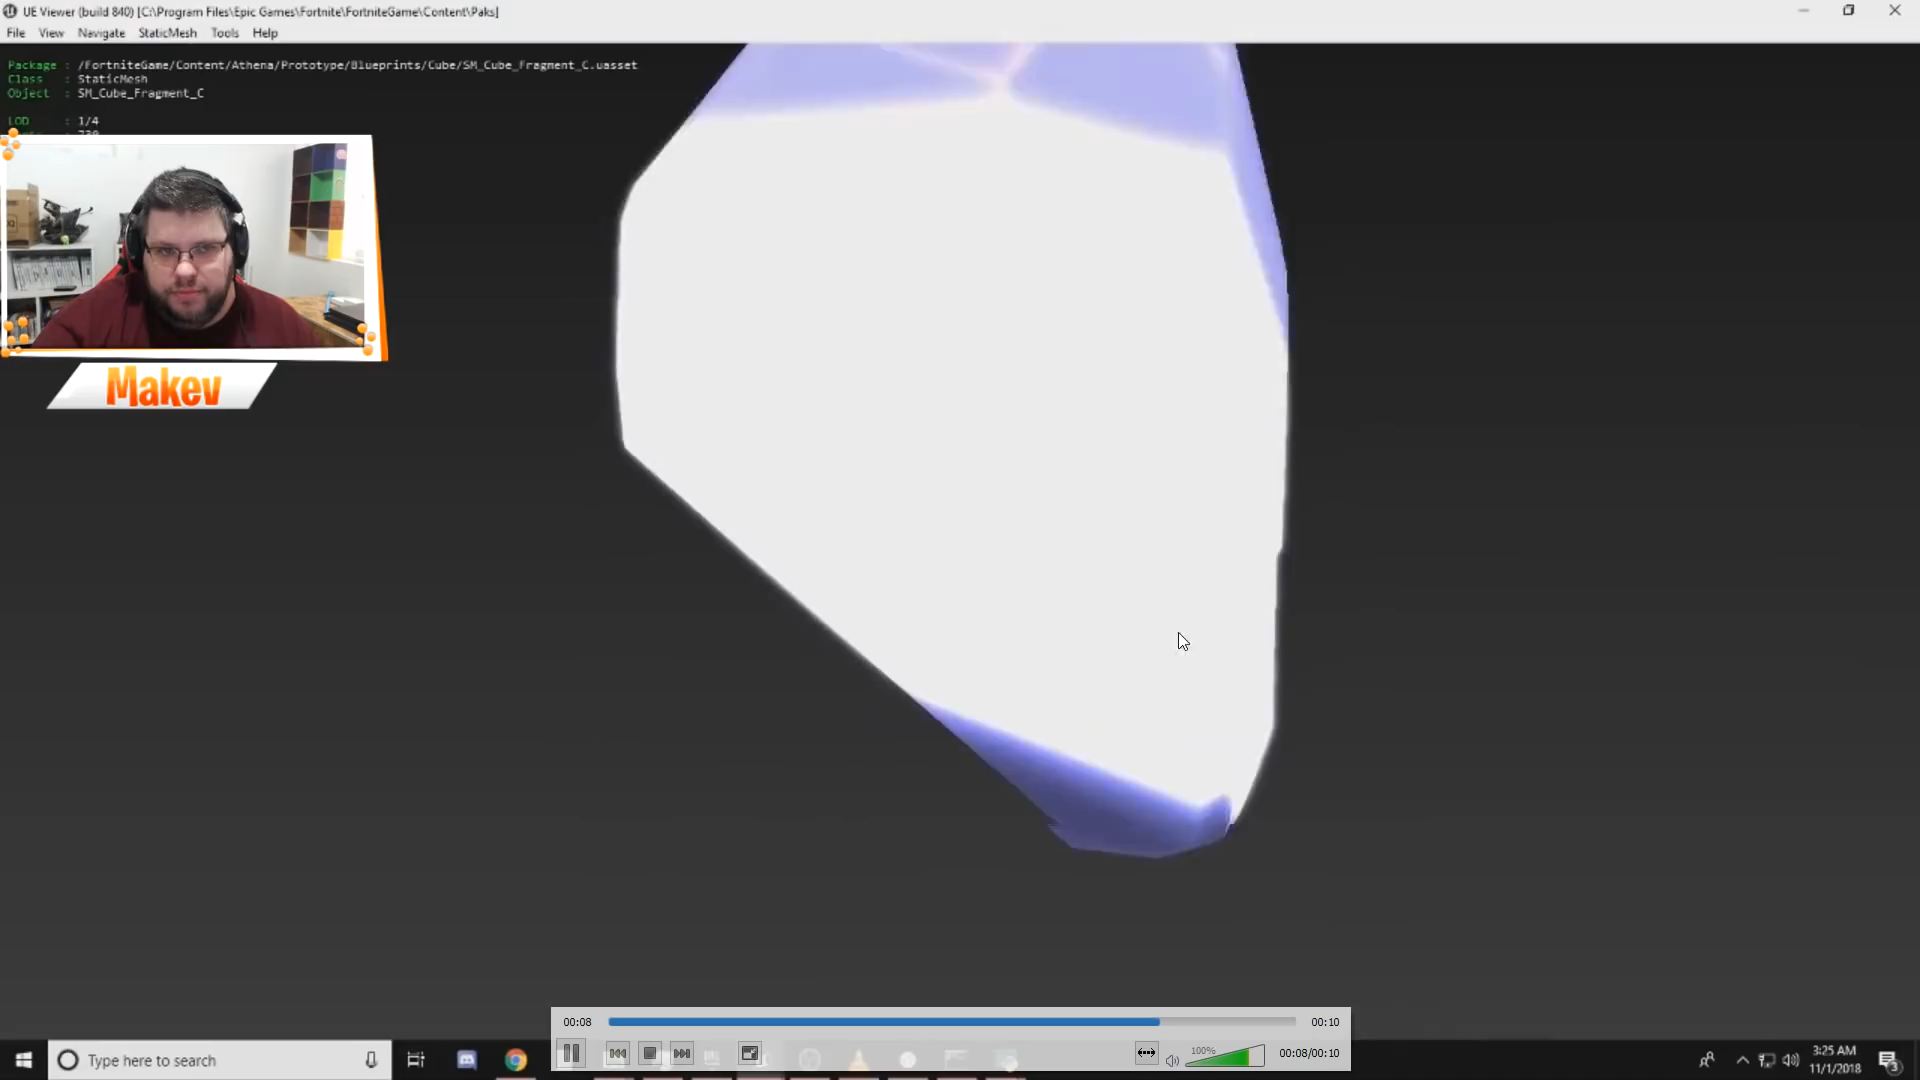 UE Viewer (build 840) [C:\Program Files\Epic Games\Fortnite\FortniteGame\Content\Paks]
File View Navigate StaticMesh Tools Help
Package : /FortniteGame/Content/Athena/Prototype/Blueprints/Cube/SM_Cube_Fragment_C.uasset
Class : StaticMesh
Object : SM_Cube_Fragment_C
LOD : 1/4
Makev
00:08
00:10
100%
00:08/00:10
Type here to search
3:25 AM
11/1/2018
3